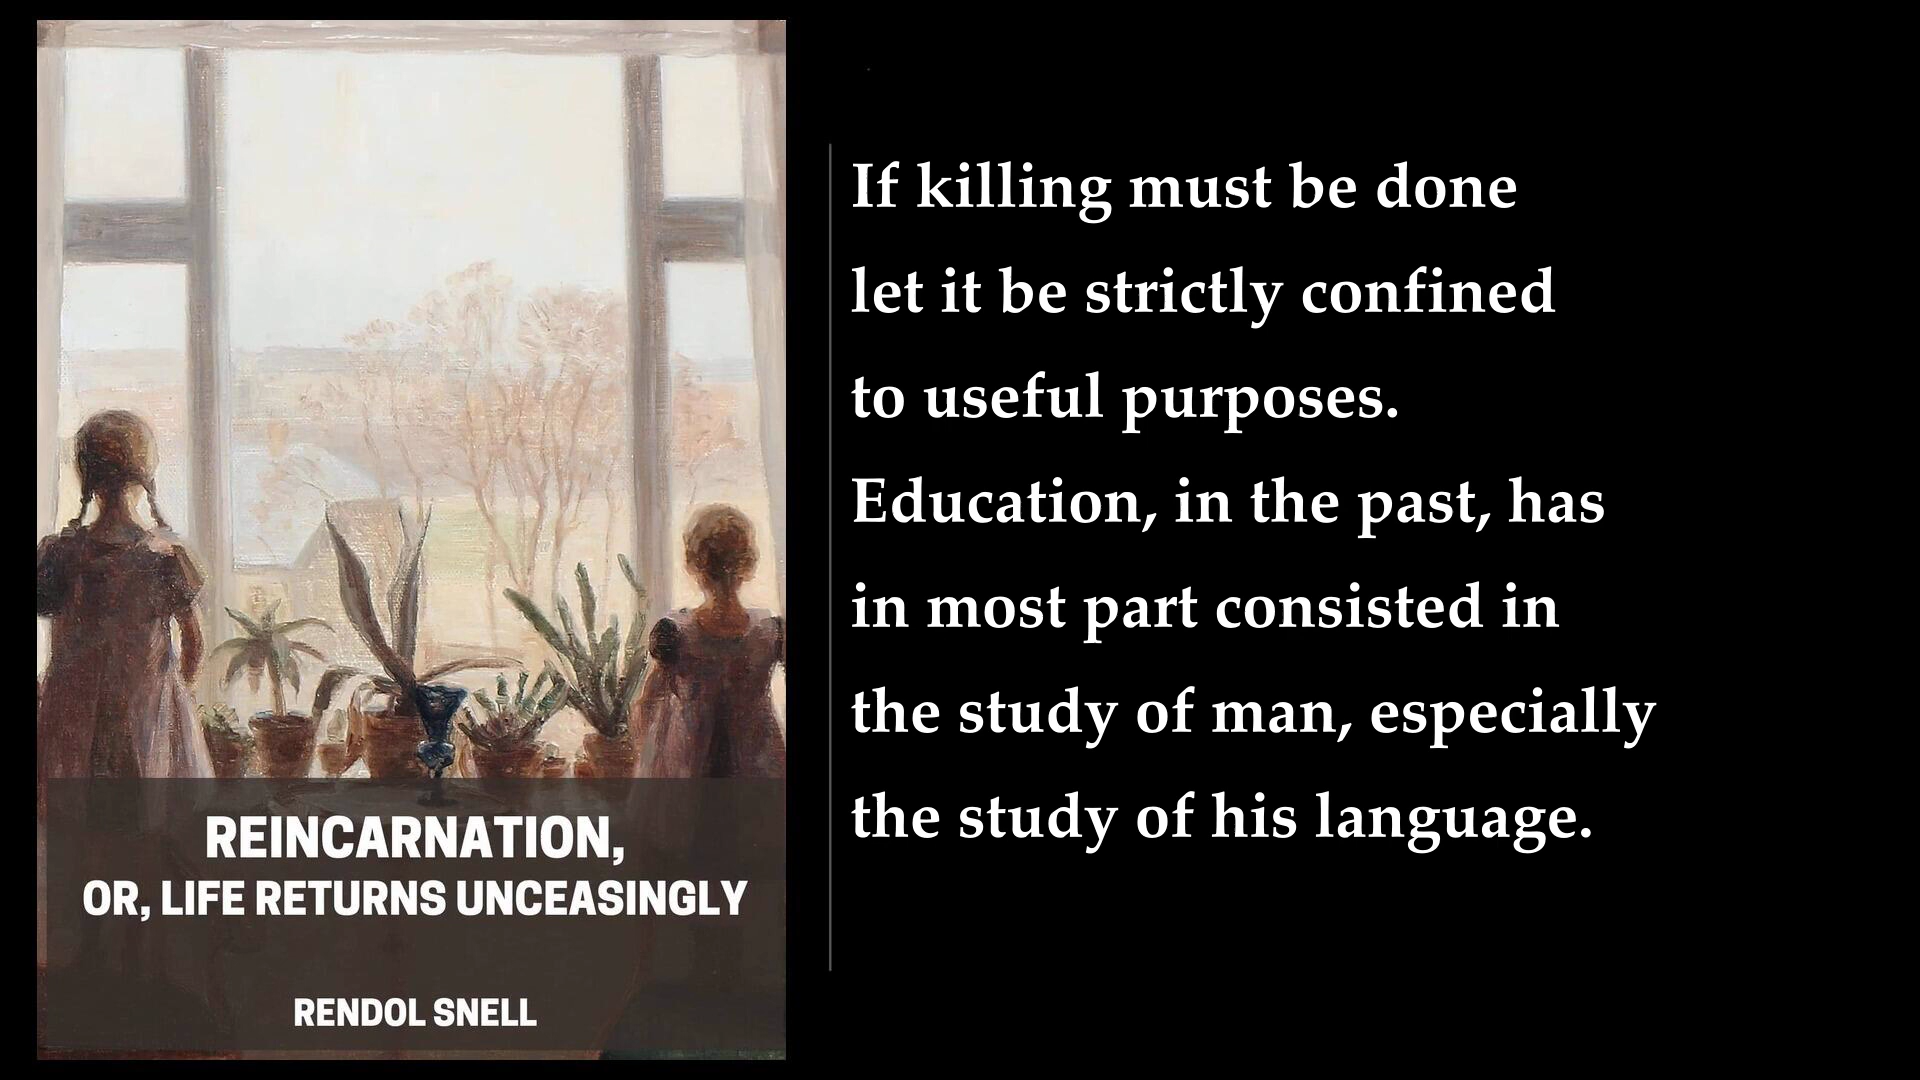 REINCARNATION,
OR, LIFE RETURNS UNCEASINGLY
RENDOL SNELL
If killing must be done
let it be strictly confined
to useful purposes.
Education, in the past, has
in most part consisted in
the study of man, especially
the study of his language.